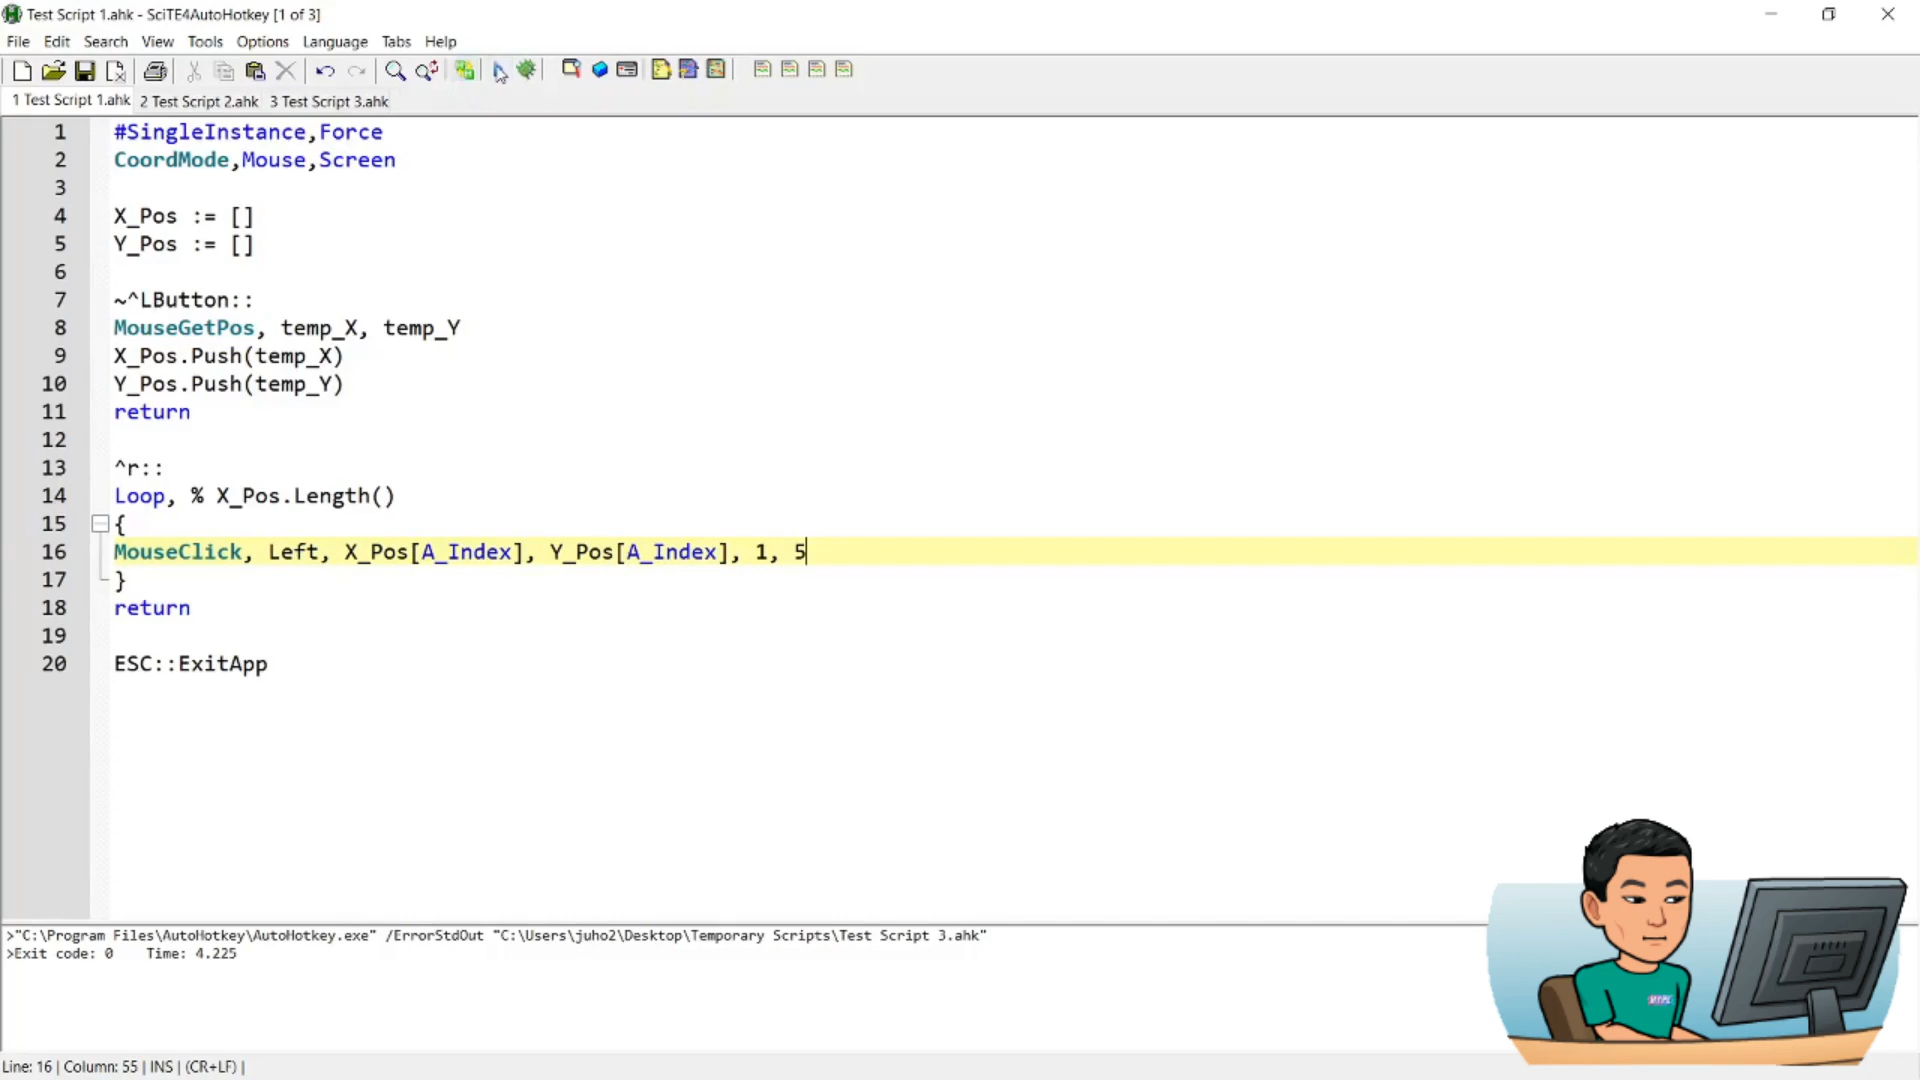 Test Script 1.ahk - SciTE4AutoHotkey [1 of 3]
File Edit Search View Tools Options Language Tabs Help
1 Test Script 1.ahk 2 Test Script 2.ahk 3 Test Script 3.ahk
1 #SingleInstance,Force
2 CoordMode,Mouse,Screen
3
4 X_Pos := []
5 Y_Pos := []
6
7 ~^LButton::
8 MouseGetPos, temp_X, temp_Y
9 X_Pos.Push(temp_X)
10 Y_Pos.Push(temp_Y)
11 return
12
13 ^r::
14 Loop, % X_Pos.Length()
15 {
16 MouseClick, Left, X_Pos[A_Index], Y_Pos[A_Index], 1, 5
17 }
18 return
19
20 ESC::ExitApp
>"C:\Program Files\AutoHotkey\AutoHotkey.exe" /ErrorStdOut "C:\Users\juho2\Desktop\Temporary Scripts\Test Script 3.ahk"
>Exit code: 0 Time: 4.225
Line: 16 | Column: 55 | INS | (CR+LF) |